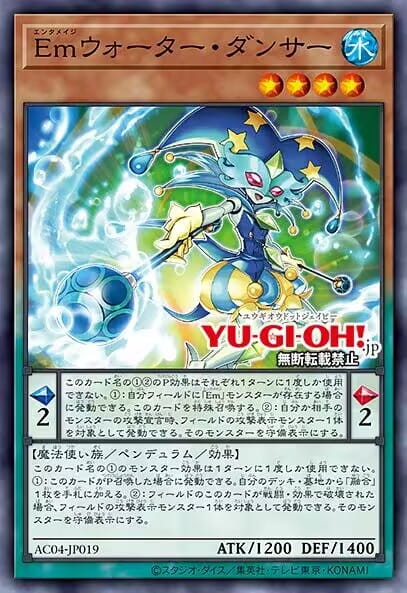 エンタメイジ
Emウォーター・ダンサー
水
ユウギオウドットジェイピー
YU-GI-OH!.jp
無断転載禁止
このカード名の①②のP効果はそれぞれ1ターンに1度しか使用
できない。①:自分フィールドに「Em」モンスターが存在する場合
に発動できる。このカードを特殊召喚する。②:自分か相手の
モンスターの攻撃宣言時、フィールドの攻撃表示モンスター1体
を対象として発動できる。そのモンスターを守備表示にする。
2
2
【魔法使い族/ペンデュラム/効果】
このカード名の①のモンスター効果は1ターンに1度しか使用できない。
①:このカードがP召喚した場合に発動できる。自分のデッキ・墓地から「融合」
1枚を手札に加える。②:フィールドのこのカードが戦闘・効果で破壊された
場合、フィールドの攻撃表示モンスター1体を対象として発動できる。そのモンス
ターを守備表示にする。
AC04-JP019
ATK/1200 DEF/1400
©スタジオ・ダイス/集英社・テレビ東京・KONAMI